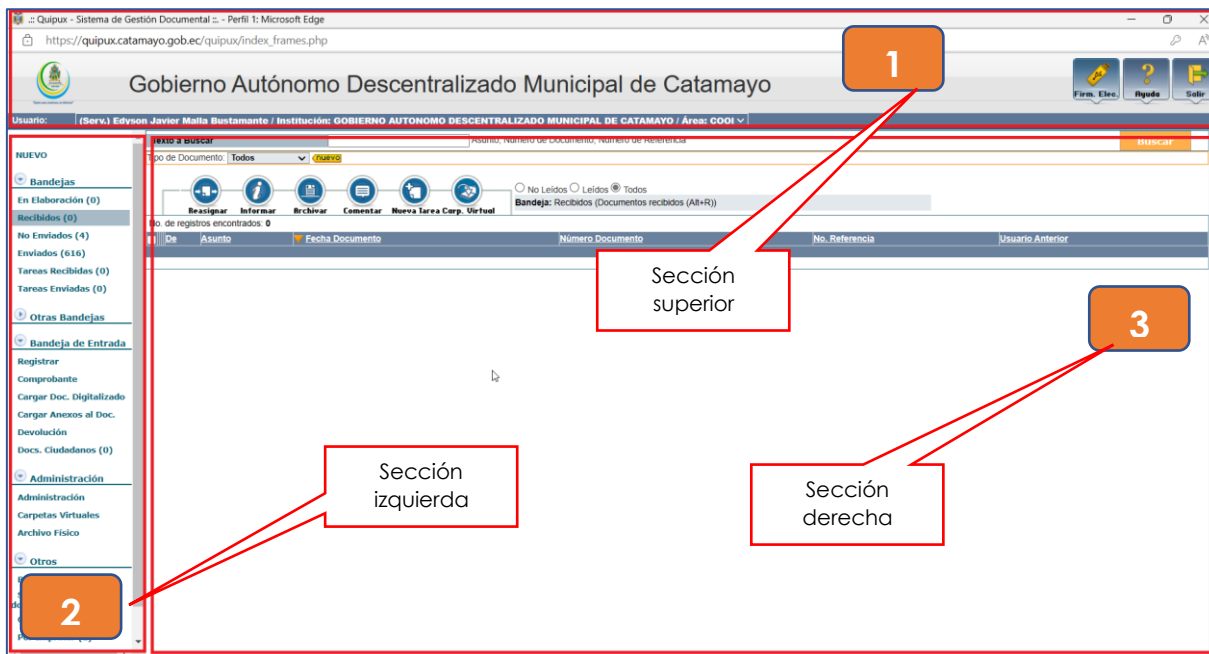 .:: Quipux - Sistema de Gestión Documental ::. - Perfil 1: Microsoft Edge
https://quipux.catamayo.gob.ec/quipux/index_frames.php
Gobierno Autónomo Descentralizado Municipal de Catamayo
1
Firm. Elec.
Ayuda
Salir
Usuario:
(Serv.) Edyson Javier Malla Bustamante / Institución: GOBIERNO AUTONOMO DESCENTRALIZADO MUNICIPAL DE CATAMAYO / Área: COOI
Texto a Buscar
Asunto, Número de Documento, Número de Referencia
Buscar
Tipo de Documento: Todos
(nuevo)
NUEVO
Bandejas
En Elaboración (0)
Recibidos (0)
No Enviados (4)
Enviados (616)
Tareas Recibidas (0)
Tareas Enviadas (0)
Otras Bandejas
Bandeja de Entrada
Registrar
Comprobante
Cargar Doc. Digitalizado
Cargar Anexos al Doc.
Devolución
Docs. Ciudadanos (0)
Administración
Administración
Carpetas Virtuales
Archivo Físico
Otros
2
Reasignar
Informar
Archivar
Comentar
Nueva Tarea
Carp. Virtual
No Leídos Leídos Todos
Bandeja: Recibidos (Documentos recibidos (Alt+R))
No. de registros encontrados: 0
De Asunto Fecha Documento Número Documento No. Referencia Usuario Anterior
Sección
superior
3
Sección
izquierda
Sección
derecha